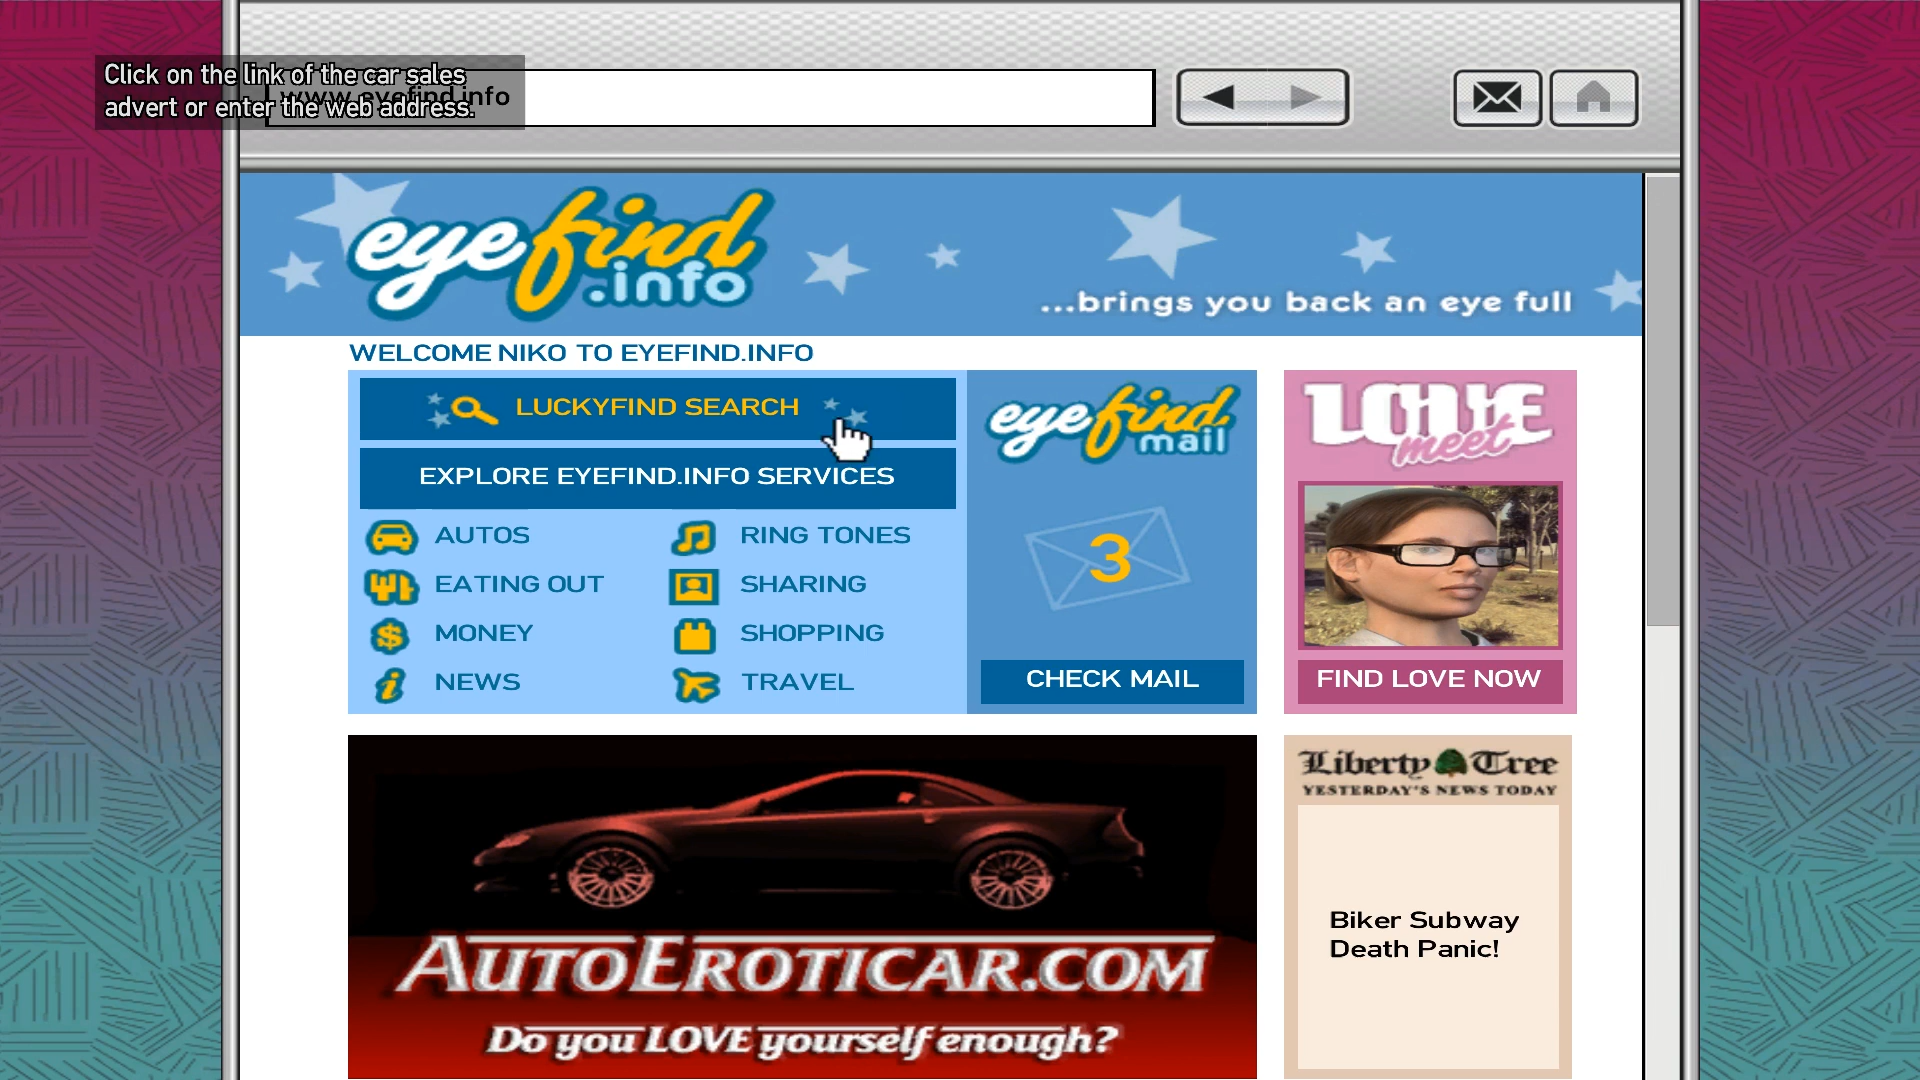 Click on the link of the car sales
advert or enter the web address.
www.eyefind.info
eyefind
.info
...brings you back an eye full
WELCOME NIKO TO EYEFIND.INFO
LUCKYFIND SEARCH
EXPLORE EYEFIND.INFO SERVICES
AUTOS
RING TONES
EATING OUT
SHARING
MONEY
SHOPPING
NEWS
TRAVEL
eyefind
mail
3
CHECK MAIL
LOVE
meet
FIND LOVE NOW
AUTOEROTICAR.COM
Do you LOVE yourself enough?
Liberty Tree
YESTERDAY'S NEWS TODAY
Biker Subway
Death Panic!